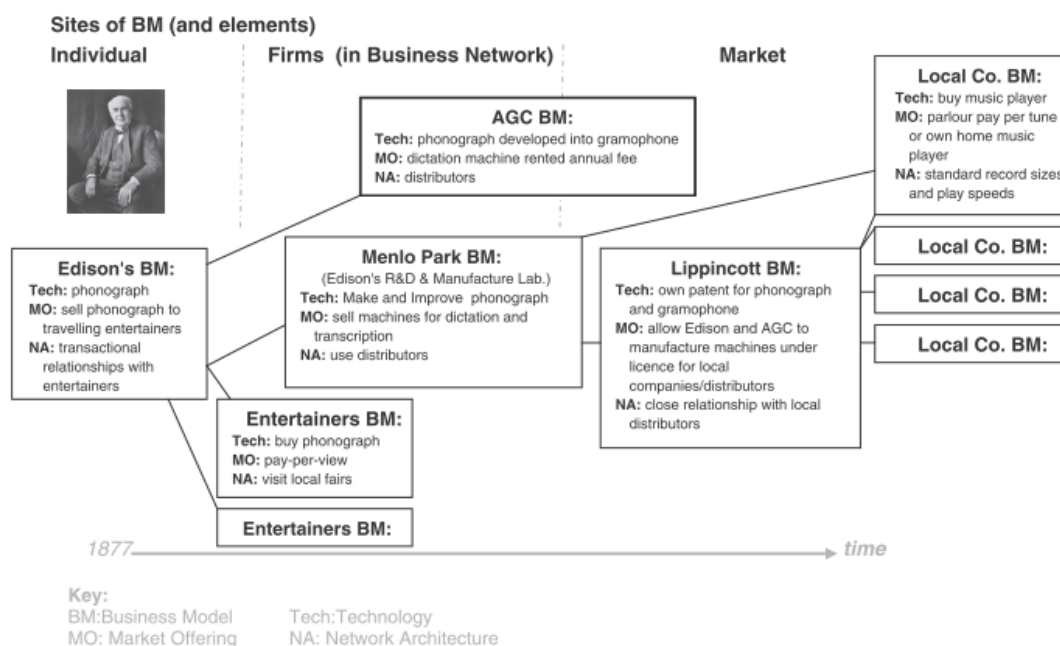 Sites of BM (and elements)
Individual
Firms (in Business Network)
Market
AGC BM:
Tech: phonograph developed into gramophone
MO: dictation machine rented annual fee
NA: distributors
Local Co. BM:
Tech: buy music player
MO: parlour pay per tune
or own home music
player
NA: standard record sizes
and play speeds
Edison's BM:
Tech: phonograph
MO: sell phonograph to
travelling entertainers
NA: transactional
relationships with
entertainers
Menlo Park BM:
(Edison's R&D & Manufacture Lab.)
Tech: Make and Improve phonograph
MO: sell machines for dictation and
transcription
NA: use distributors
Lippincott BM:
Tech: own patent for phonograph
and gramophone
MO: allow Edison and AGC to
manufacture machines under
licence for local
companies/distributors
NA: close relationship with local
distributors
Local Co. BM:
Local Co. BM:
Local Co. BM:
Entertainers BM:
Tech: buy phonograph
MO: pay-per-view
NA: visit local fairs
Entertainers BM:
1877
time
Key:
BM:Business Model
Tech:Technology
MO: Market Offering
NA: Network Architecture